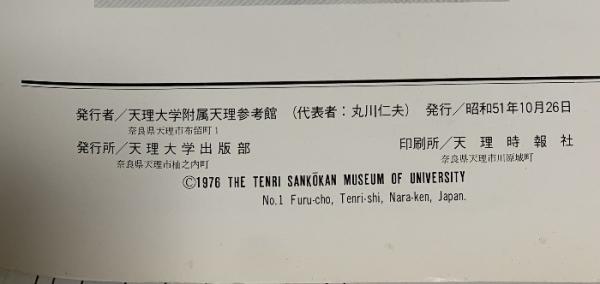 発行者／天理大学附属天理参考館 (代表者：丸川仁夫) 発行／昭和51年10月26日
奈良県天理市布留町1
発行所／天理大学出版部 印刷所／天理時報社
奈良県天理市杣之内町 奈良県天理市川原城町
©1976 THE TENRI SANKŌKAN MUSEUM OF UNIVERSITY
No.1 Furu-cho, Tenri-shi, Nara-ken, Japan.